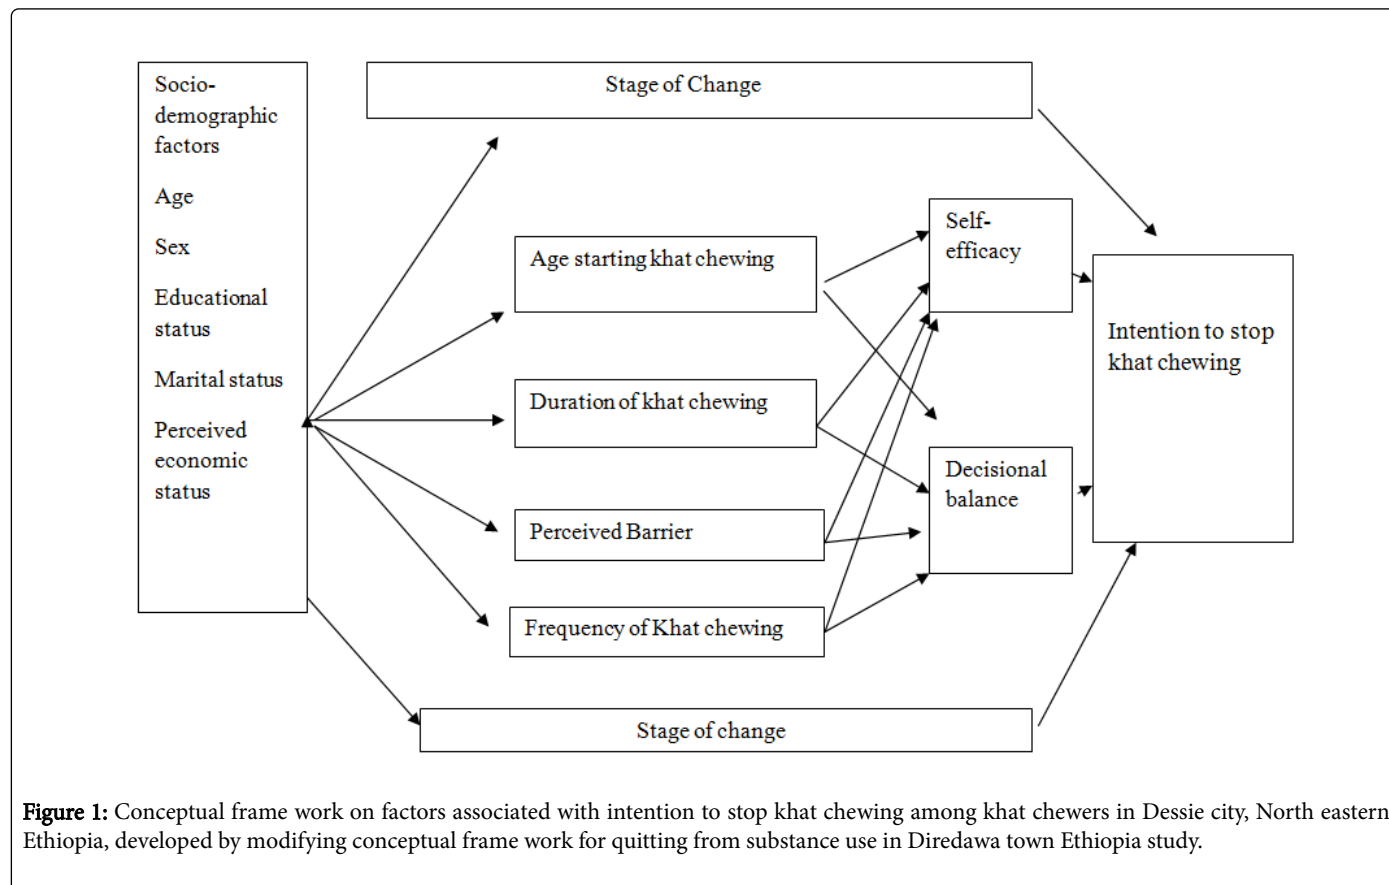 Socio-
demographic
factors
Age
Sex
Educational
status
Marital status
Perceived
economic
status
Stage of Change
Age starting khat chewing
Duration of khat chewing
Perceived Barrier
Frequency of Khat chewing
Stage of change
Self-
efficacy
Decisional
balance
Intention to stop
khat chewing
Figure 1: Conceptual frame work on factors associated with intention to stop khat chewing among khat chewers in Dessie city, North eastern
Ethiopia, developed by modifying conceptual frame work for quitting from substance use in Diredawa town Ethiopia study.